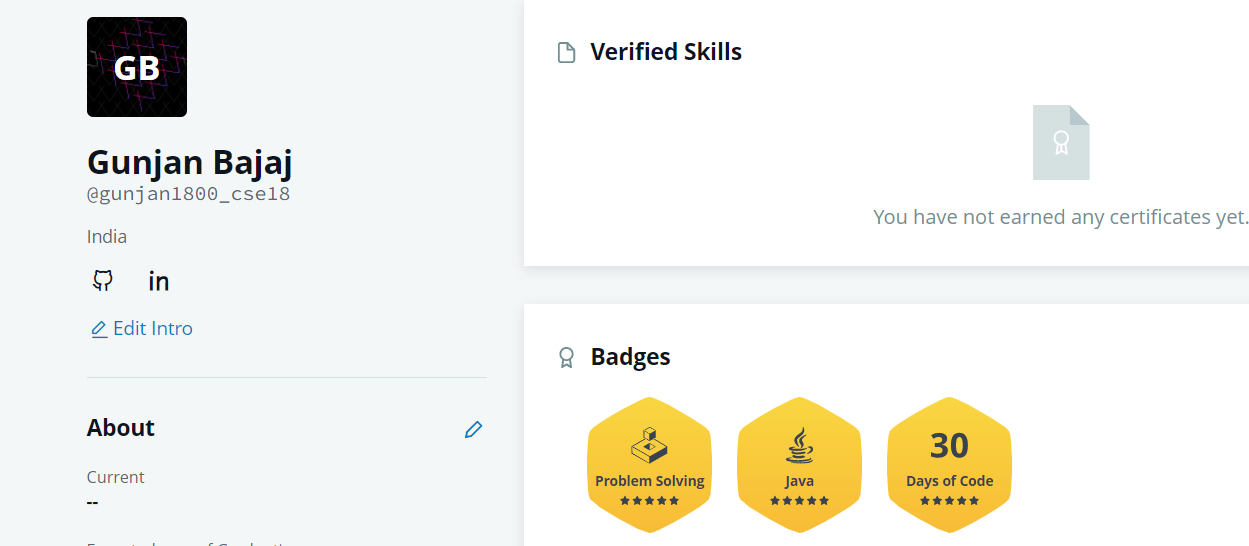 GB
Gunjan Bajaj
@gunjan1800_cse18
India
in
Edit Intro
About
Current
--
Verified Skills
You have not earned any certificates yet.
Badges
Problem Solving
Java
30
Days of Code